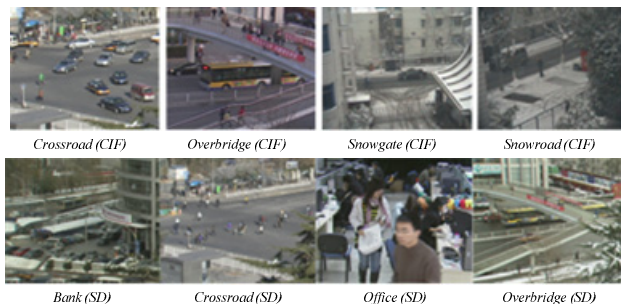 Crossroad (CIF)
Overbridge (CIF)
Snowgate (CIF)
Snowroad (CIF)
Bank (SD)
Crossroad (SD)
Office (SD)
Overbridge (SD)